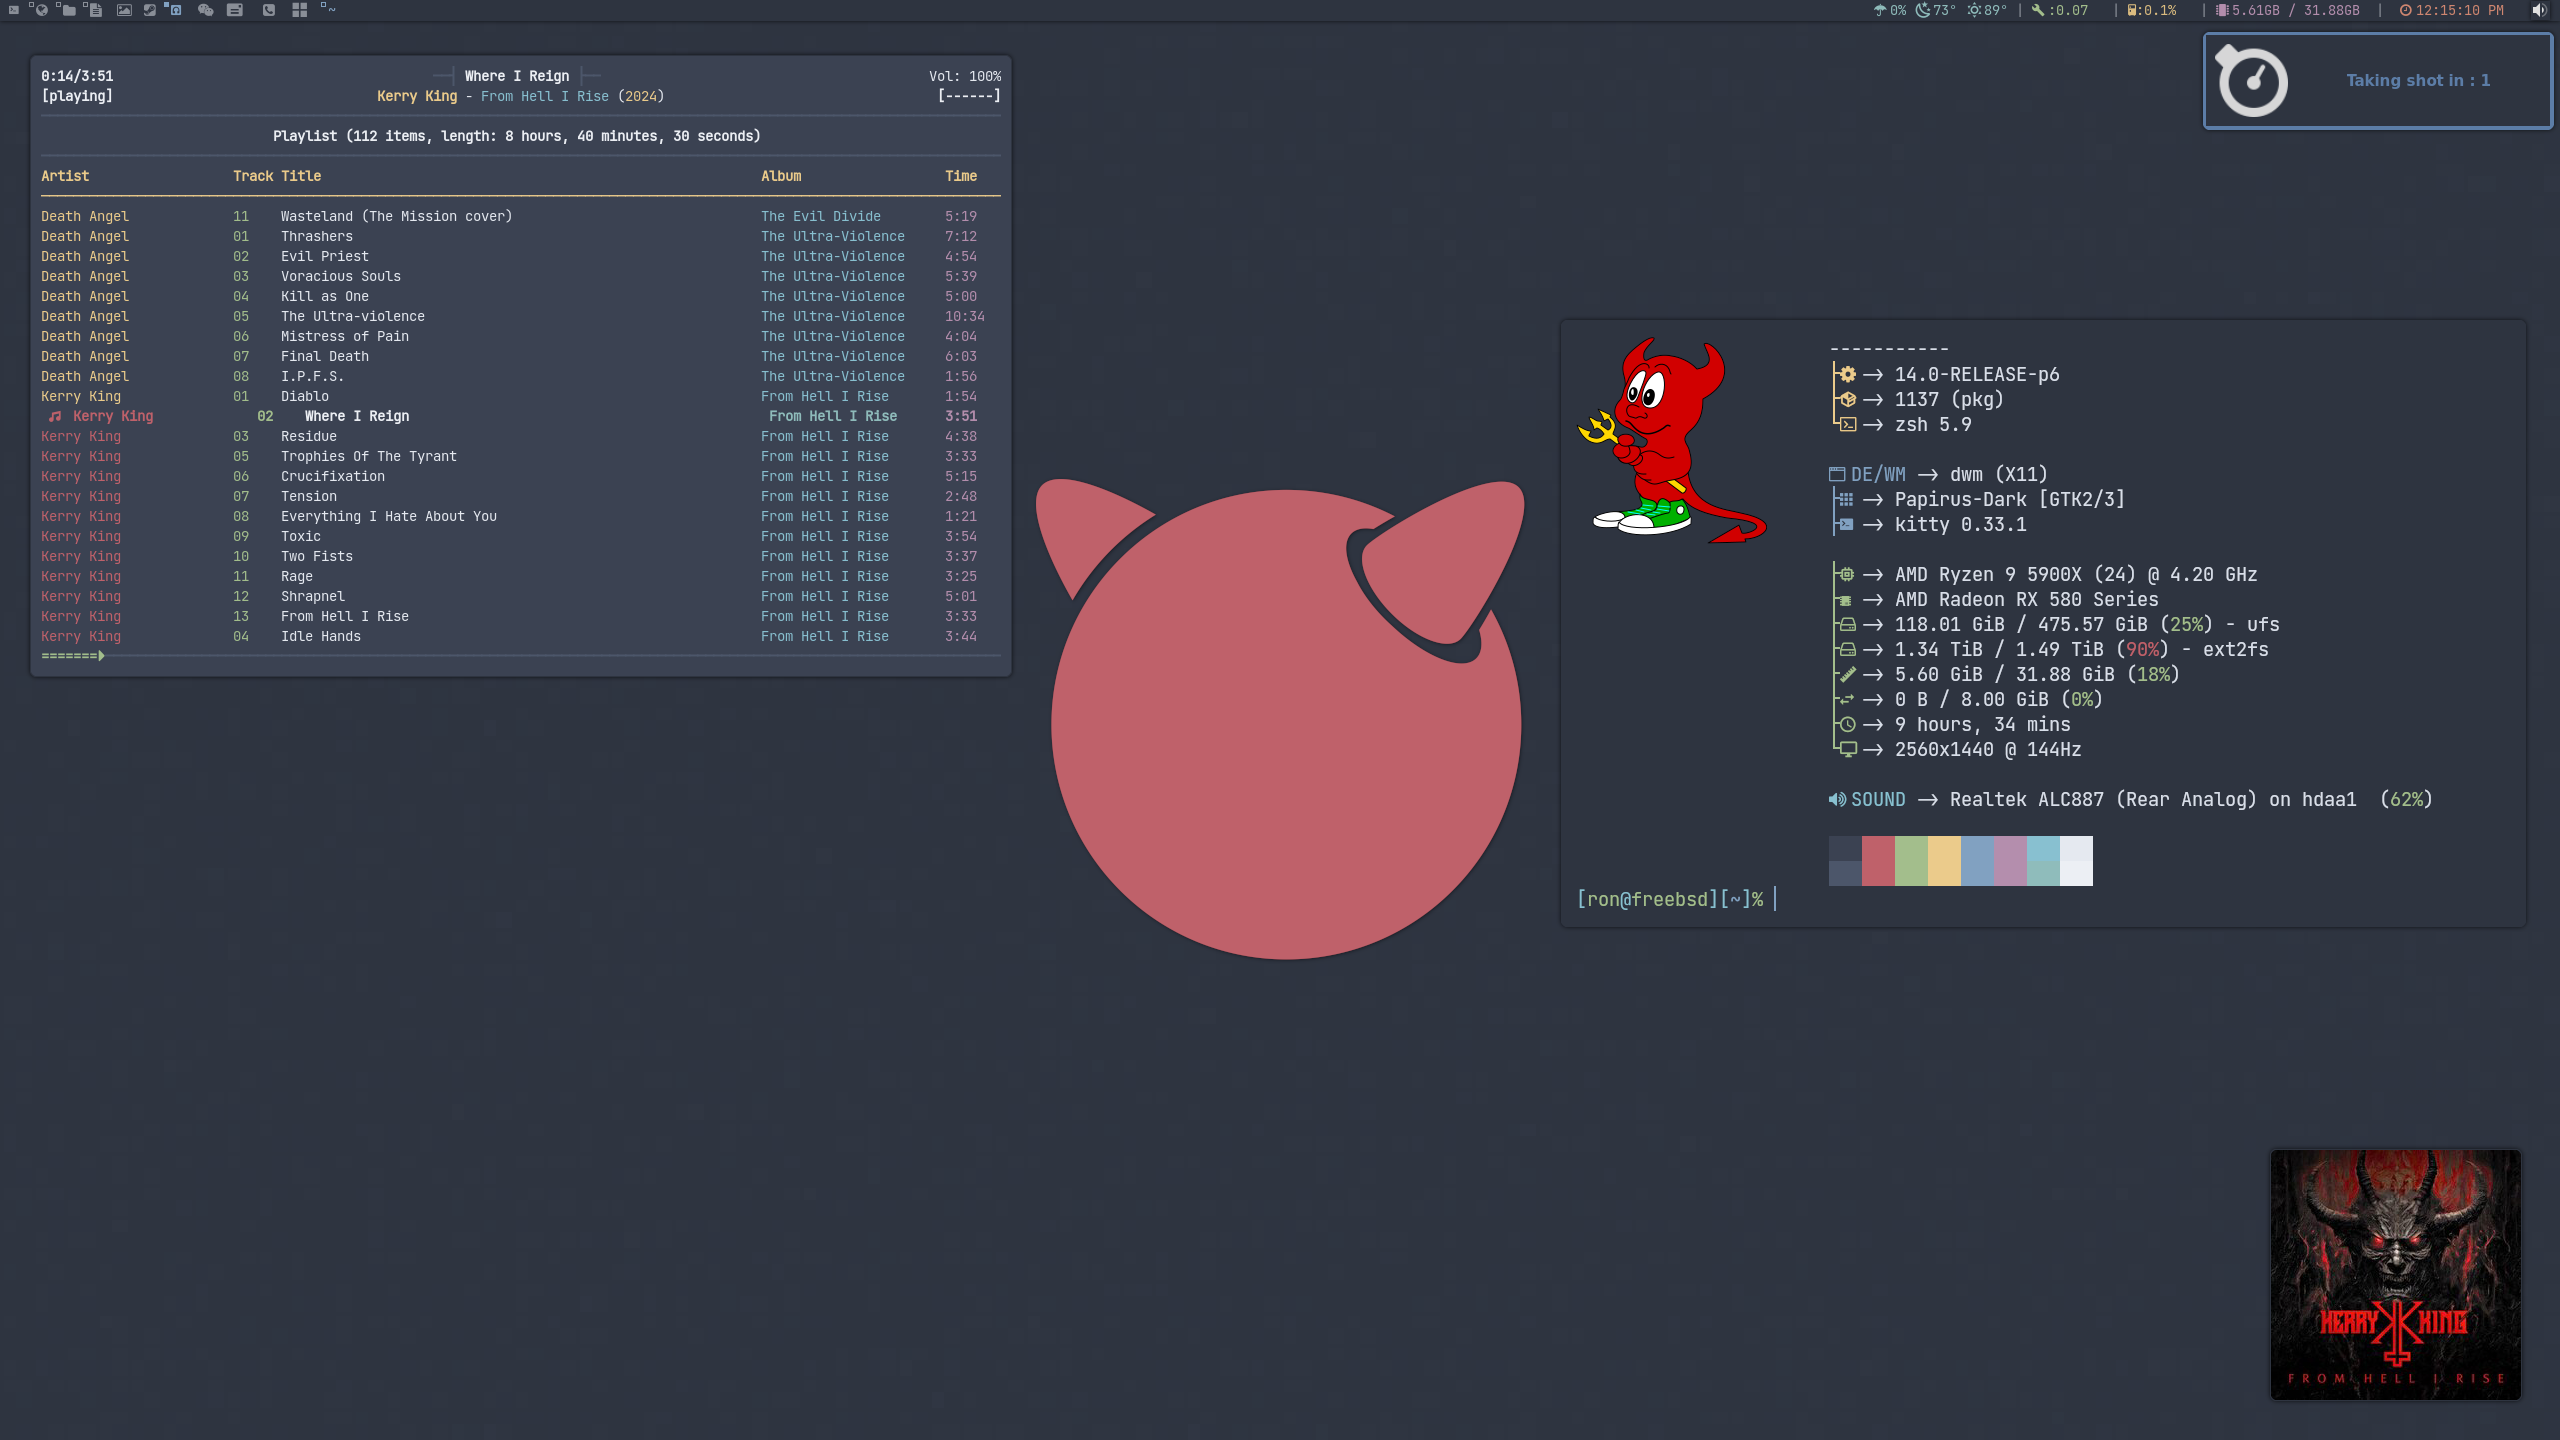 ~ 0% 73° 89° | :0.07 | :0.1% | 5.61GB / 31.88GB | 12:15:10 PM
Taking shot in : 1
0:14/3:51 Where I Reign Vol: 100%
[playing] Kerry King - From Hell I Rise (2024) [------]
Playlist (112 items, length: 8 hours, 40 minutes, 30 seconds)
Artist Track Title Album Time
Death Angel 11 Wasteland (The Mission cover) The Evil Divide 5:19
Death Angel 01 Thrashers The Ultra-Violence 7:12
Death Angel 02 Evil Priest The Ultra-Violence 4:54
Death Angel 03 Voracious Souls The Ultra-Violence 5:39
Death Angel 04 Kill as One The Ultra-Violence 5:00
Death Angel 05 The Ultra-violence The Ultra-Violence 10:34
Death Angel 06 Mistress of Pain The Ultra-Violence 4:04
Death Angel 07 Final Death The Ultra-Violence 6:03
Death Angel 08 I.P.F.S. The Ultra-Violence 1:56
Kerry King 01 Diablo From Hell I Rise 1:54
Kerry King 02 Where I Reign From Hell I Rise 3:51
Kerry King 03 Residue From Hell I Rise 4:38
Kerry King 05 Trophies Of The Tyrant From Hell I Rise 3:33
Kerry King 06 Crucifixation From Hell I Rise 5:15
Kerry King 07 Tension From Hell I Rise 2:48
Kerry King 08 Everything I Hate About You From Hell I Rise 1:21
Kerry King 09 Toxic From Hell I Rise 3:54
Kerry King 10 Two Fists From Hell I Rise 3:37
Kerry King 11 Rage From Hell I Rise 3:25
Kerry King 12 Shrapnel From Hell I Rise 5:01
Kerry King 13 From Hell I Rise From Hell I Rise 3:33
Kerry King 04 Idle Hands From Hell I Rise 3:44
-----------
→ 14.0-RELEASE-p6
→ 1137 (pkg)
→ zsh 5.9
DE/WM → dwm (X11)
→ Papirus-Dark [GTK2/3]
→ kitty 0.33.1
→ AMD Ryzen 9 5900X (24) @ 4.20 GHz
→ AMD Radeon RX 580 Series
→ 118.01 GiB / 475.57 GiB (25%) - ufs
→ 1.34 TiB / 1.49 TiB (90%) - ext2fs
→ 5.60 GiB / 31.88 GiB (18%)
→ 0 B / 8.00 GiB (0%)
→ 9 hours, 34 mins
→ 2560x1440 @ 144Hz
SOUND → Realtek ALC887 (Rear Analog) on hdaa1 (62%)
[ron@freebsd][~]%
KERRY KING
FROM HELL I RISE